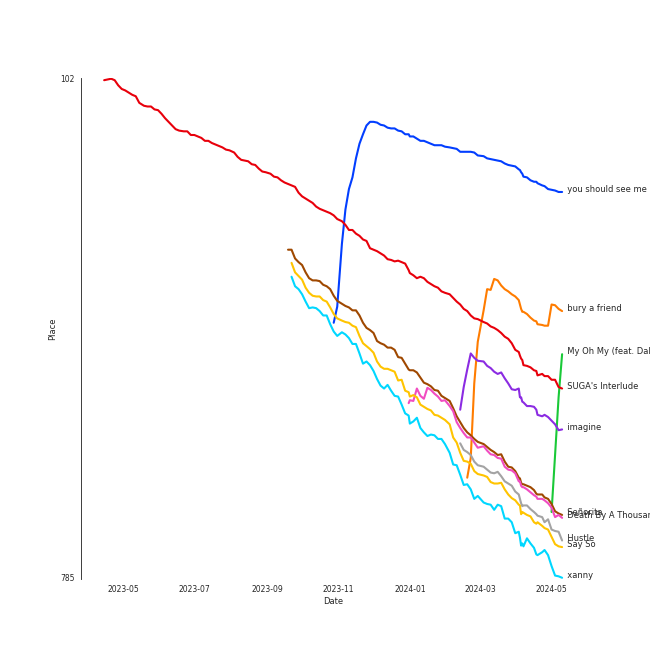 102
you should see me
bury a friend
My Oh My (feat. Dal
Place
SUGA's Interlude
imagine
Señorita
Death By A Thousan
Hustle
Say So
xanny
785
2023-05 2023-07 2023-09 2023-11 2024-01 2024-03 2024-05
Date